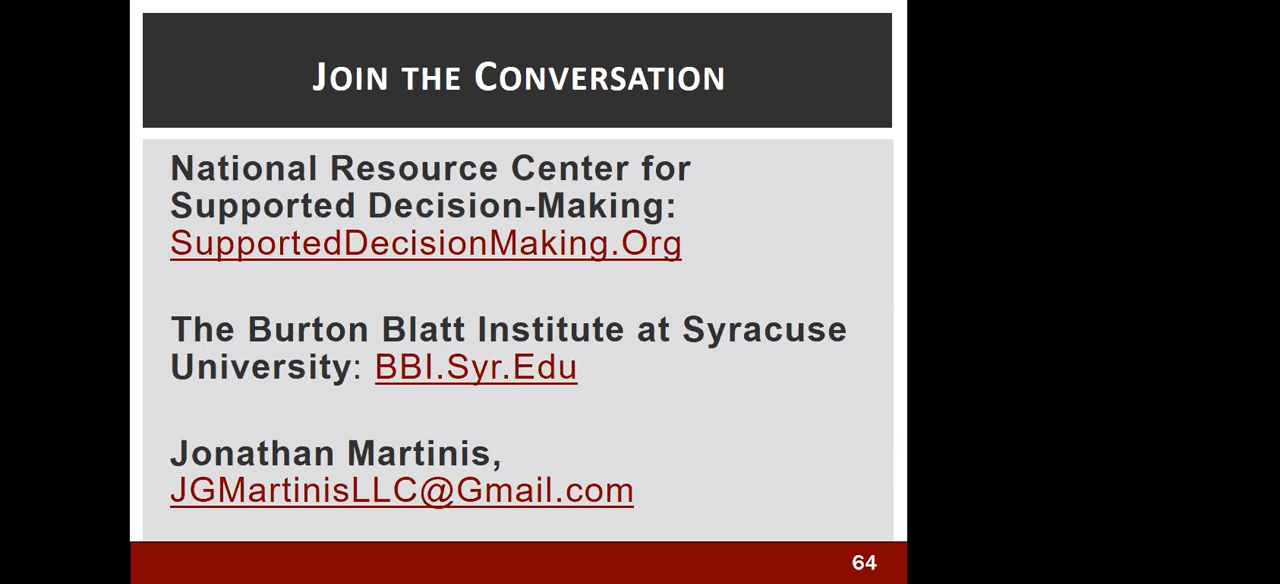 Join the Conversation
National Resource Center for
Supported Decision-Making:
SupportedDecisionMaking.Org
The Burton Blatt Institute at Syracuse
University: BBI.Syr.Edu
Jonathan Martinis,
JGMartinisLLC@Gmail.com
64